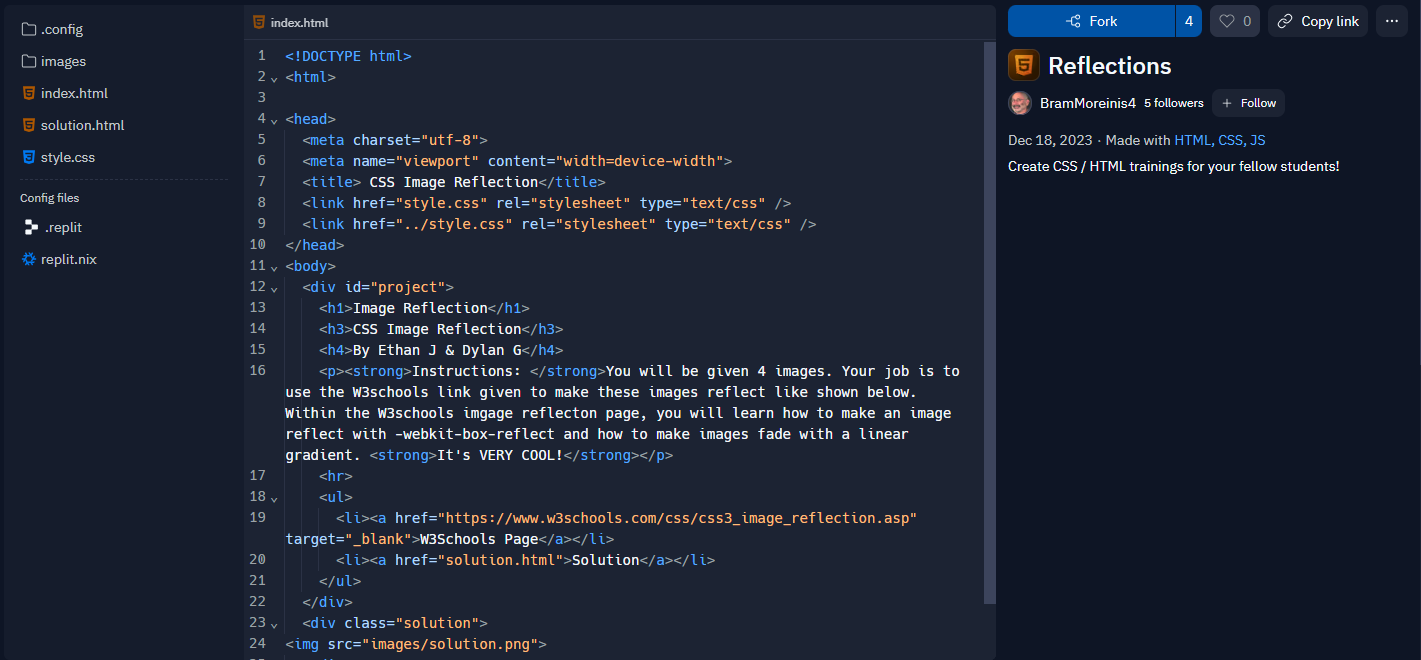 .config
images
index.html
solution.html
style.css
Config files
.replit
replit.nix
index.html
1 <!DOCTYPE html>
2 <html>
3
4 <head>
5 <meta charset="utf-8">
6 <meta name="viewport" content="width=device-width">
7 <title> CSS Image Reflection</title>
8 <link href="style.css" rel="stylesheet" type="text/css" />
9 <link href="../style.css" rel="stylesheet" type="text/css" />
10 </head>
11 <body>
12 <div id="project">
13 <h1>Image Reflection</h1>
14 <h3>CSS Image Reflection</h3>
15 <h4>By Ethan J & Dylan G</h4>
16 <p><strong>Instructions: </strong>You will be given 4 images. Your job is to
use the W3schools link given to make these images reflect like shown below.
Within the W3schools imgage reflecton page, you will learn how to make an image
reflect with -webkit-box-reflect and how to make images fade with a linear
gradient. <strong>It's VERY COOL!</strong></p>
17 <hr>
18 <ul>
19 <li><a href="https://www.w3schools.com/css/css3_image_reflection.asp"
target="_blank">W3Schools Page</a></li>
20 <li><a href="solution.html">Solution</a></li>
21 </ul>
22 </div>
23 <div class="solution">
24 <img src="images/solution.png">
Fork 4 0 Copy link
Reflections
BramMoreinis4 5 followers + Follow
Dec 18, 2023 · Made with HTML, CSS, JS
Create CSS / HTML trainings for your fellow students!